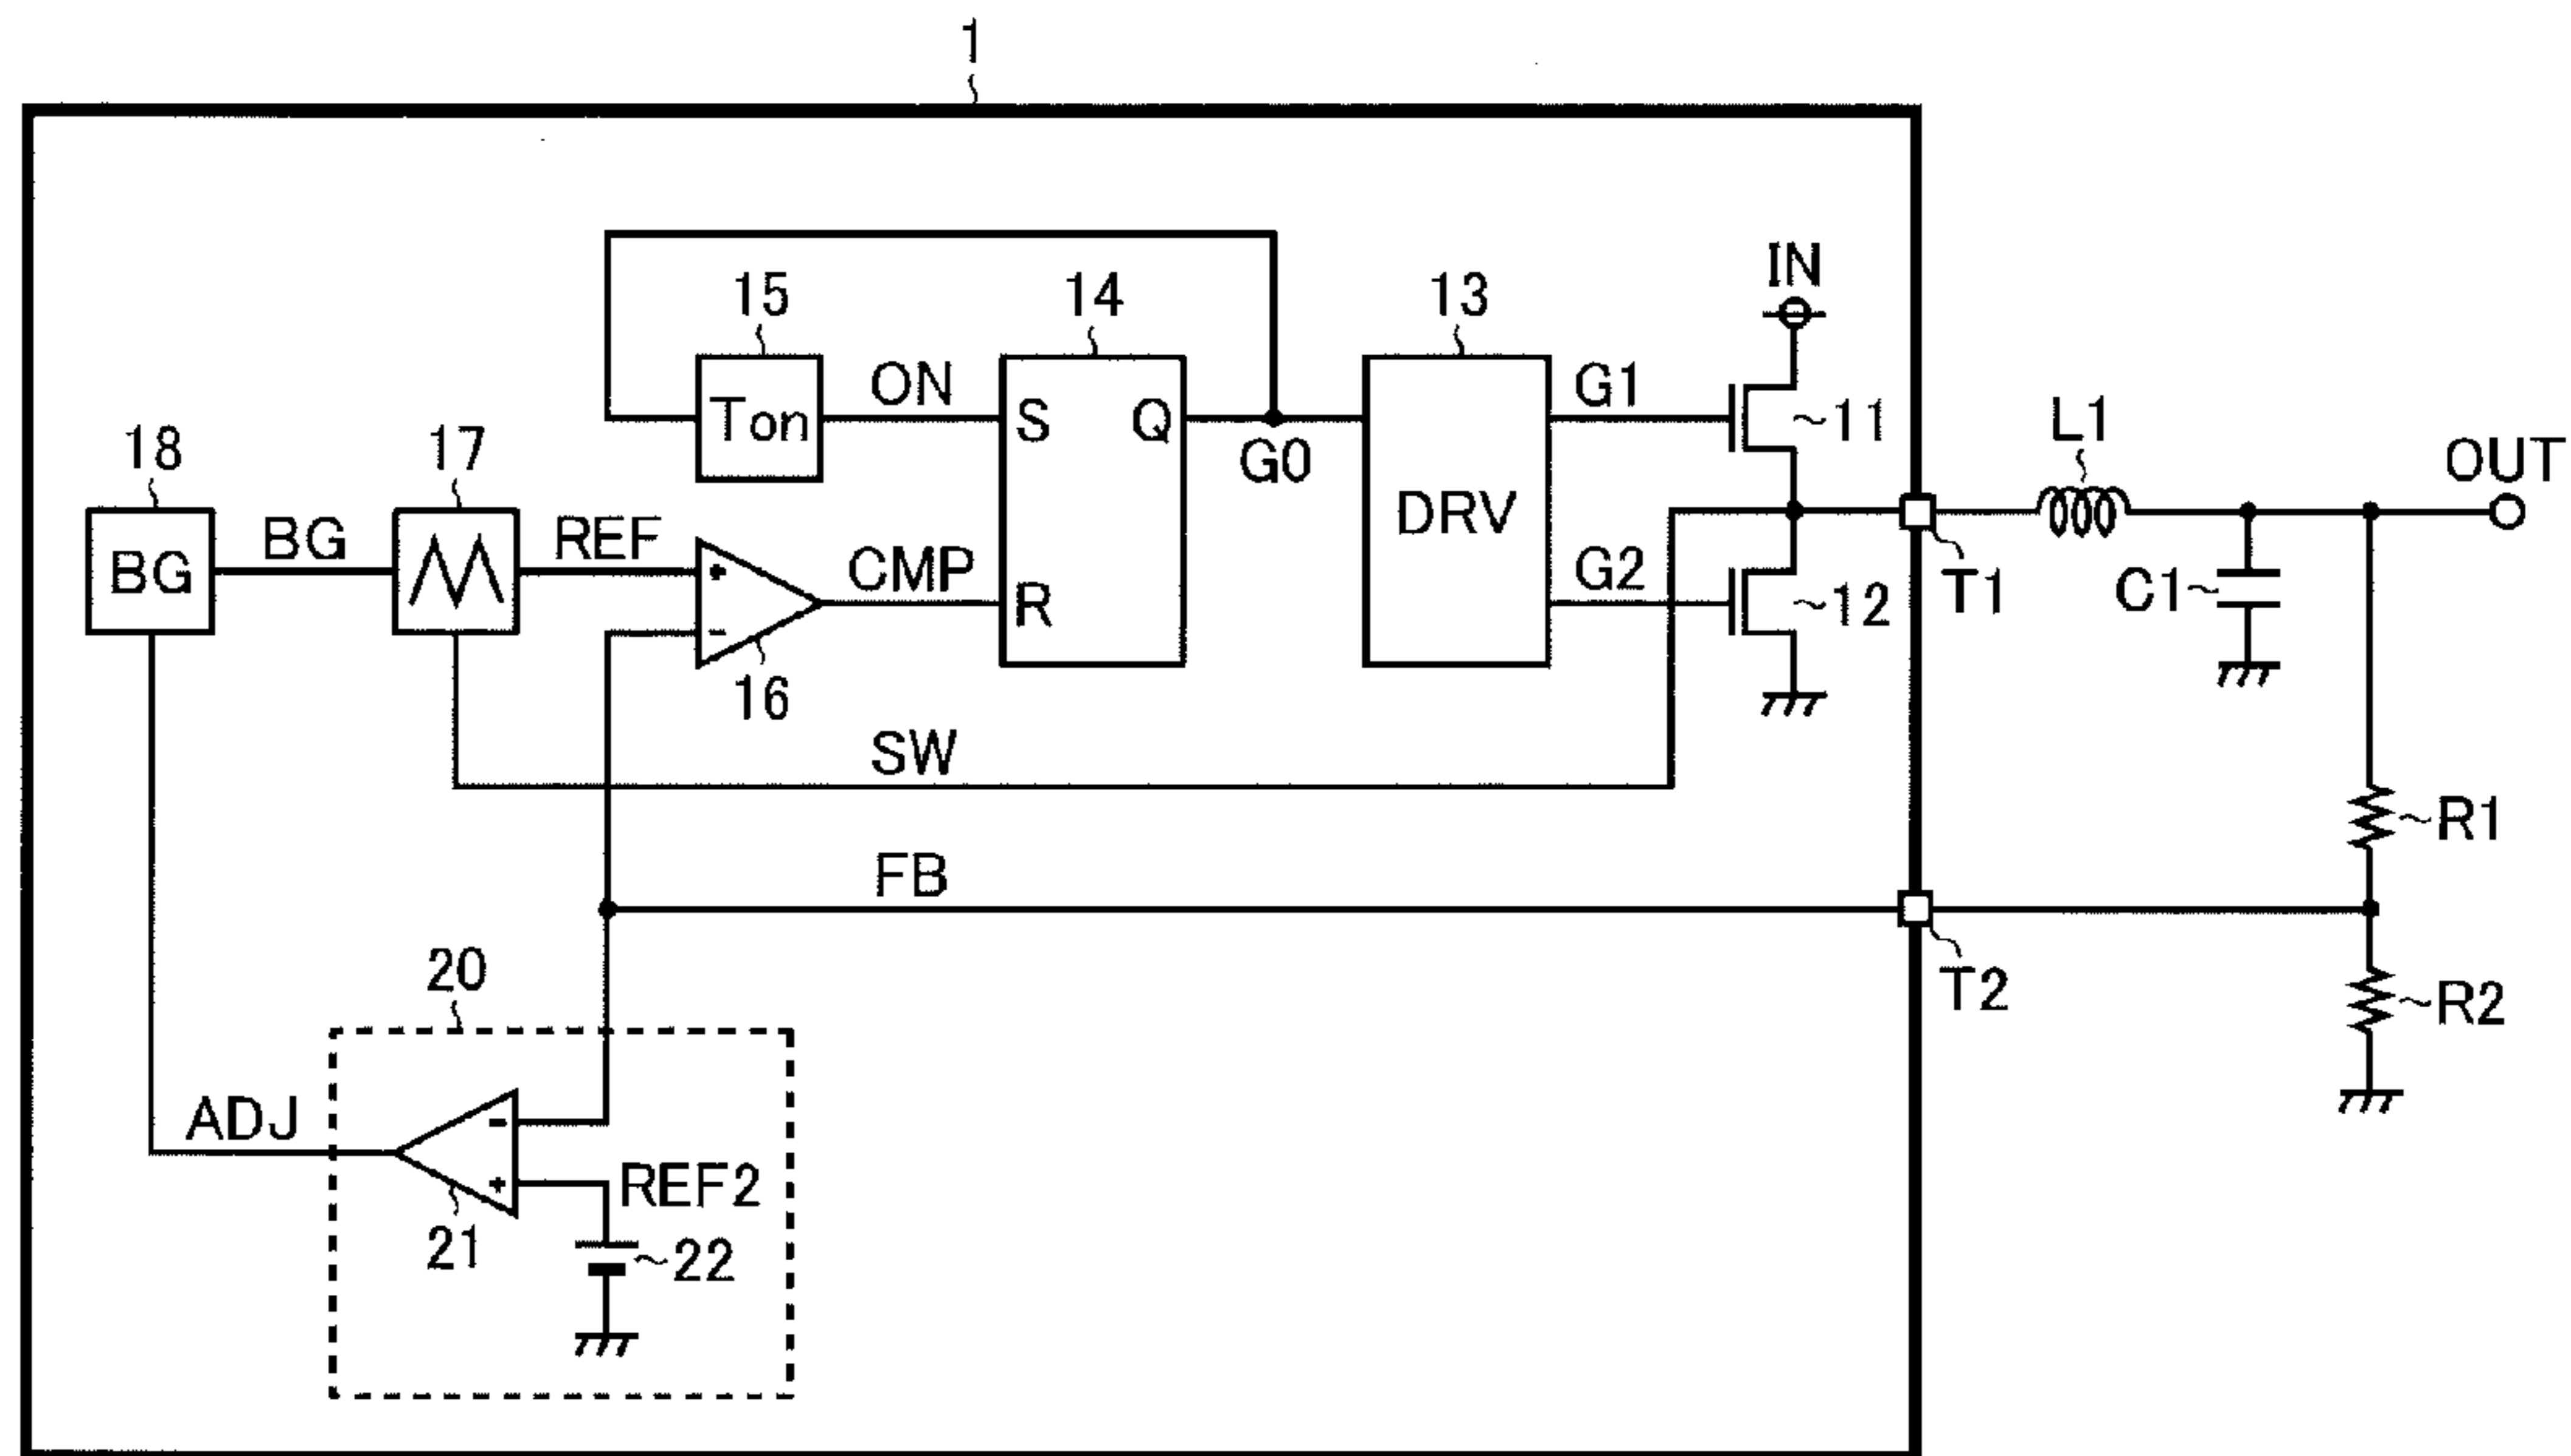 1
IN
15
14
13
ON
G1
Ton
S
Q
11
L1
18
17
G0
OUT
DRV
BG
BG
REF
+
CMP
G2
T1
C1
R
12
-
16
SW
R1
FB
20
T2
R2
ADJ
-
+
REF2
21
22